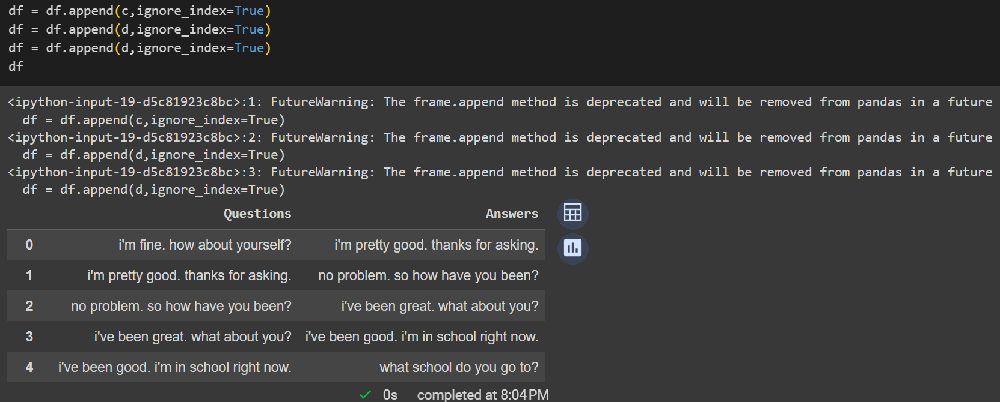 df = df.append(c,ignore_index=True)
df = df.append(d,ignore_index=True)
df = df.append(d,ignore_index=True)
df
<ipython-input-19-d5c81923c8bc>:1: FutureWarning: The frame.append method is deprecated and will be removed from pandas in a future
df = df.append(c,ignore_index=True)
<ipython-input-19-d5c81923c8bc>:2: FutureWarning: The frame.append method is deprecated and will be removed from pandas in a future
df = df.append(d,ignore_index=True)
<ipython-input-19-d5c81923c8bc>:3: FutureWarning: The frame.append method is deprecated and will be removed from pandas in a future
df = df.append(d,ignore_index=True)
Questions Answers
0 i'm fine. how about yourself? i'm pretty good. thanks for asking.
1 i'm pretty good. thanks for asking. no problem. so how have you been?
2 no problem. so how have you been? i've been great. what about you?
3 i've been great. what about you? i've been good. i'm in school right now.
4 i've been good. i'm in school right now. what school do you go to?
0s completed at 8:04 PM